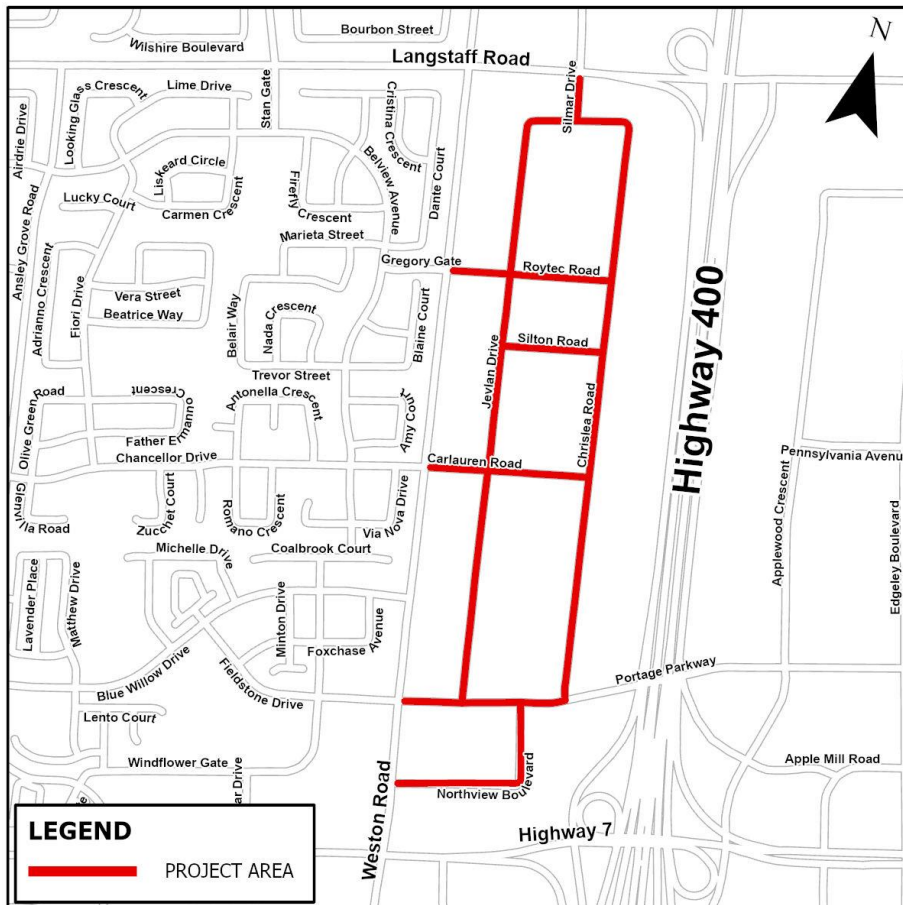 Bourbon Street
N
Wilshire Boulevard
Langstaff Road
Looking Glass Crescent
Lime Drive
Stan Gate
Silmar Drive
Airdrie Drive
Cristina Crescent
Belview Avenue
Liskeard Circle
Firefly
Crescent
Dante Court
Lucky Court
Carmen Crescent
Ansley Grove Road
Marieta Street
Gregory Gate
Roytec Road
Adrianno Crescent
Fiori Drive
Vera Street
Beatrice Way
Belair Way
Nada Crescent
Blaine Court
Silton Road
Highway 400
Trevor Street
Jevlan Drive
Crescent
Antonella Crescent
Olive Green Road
Father Ermanno
Amy Court
Chrislea Road
Chancellor Drive
Carlauren Road
Pennsylvania Avenu
Glenvilla Road
Zucchet Court
Romano Crescent
Via Nova Drive
Applewood Crescent
Edgeley Boulevard
Michelle Drive
Coalbrook Court
Lavender Place
Matthew Drive
Minton Drive
Foxchase Avenue
Blue Willow Drive
Fieldstone Drive
Portage Parkway
Lento Court
Windflower Gate
ar Drive
Apple Mill Road
Northview Boulevard
Weston Road
Highway 7
LEGEND
PROJECT AREA